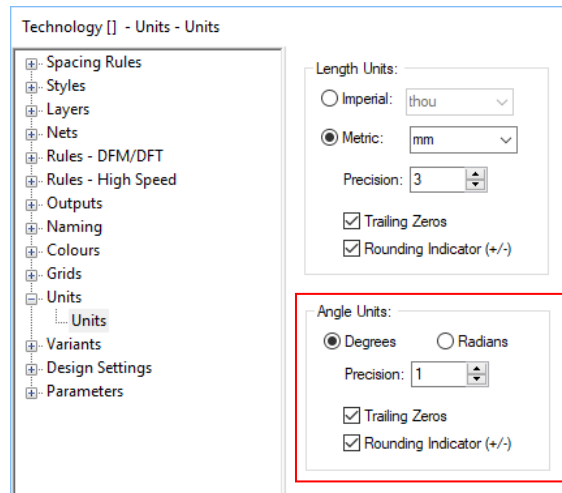 Technology [] - Units - Units
Spacing Rules
Styles
Layers
Nets
Rules - DFM/DFT
Rules - High Speed
Outputs
Naming
Colours
Grids
Units
Units
Variants
Design Settings
Parameters
Length Units:
Imperial: thou
Metric: mm
Precision: 3
Trailing Zeros
Rounding Indicator (+/-)
Angle Units:
Degrees Radians
Precision: 1
Trailing Zeros
Rounding Indicator (+/-)